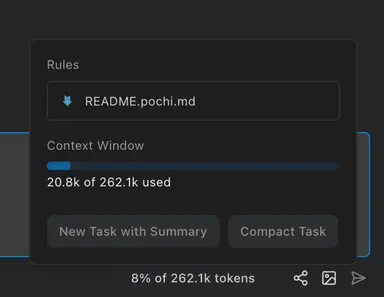 Rules
README.pochi.md
Context Window
20.8k of 262.1k used
New Task with Summary Compact Task
8% of 262.1k tokens